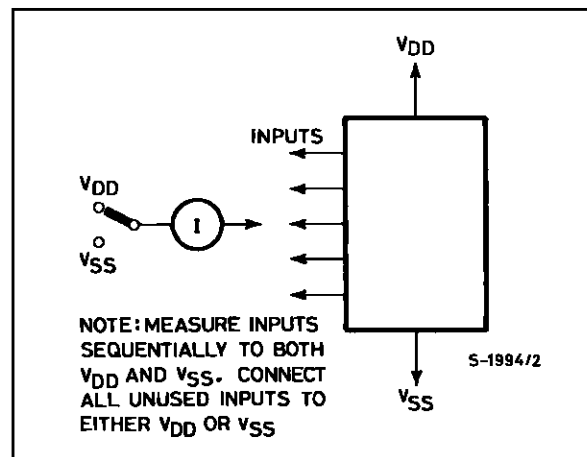 VDD
INPUTS
VDD
I
VSS
NOTE: MEASURE INPUTS
SEQUENTIALLY TO BOTH
VDD AND VSS. CONNECT
ALL UNUSED INPUTS TO
EITHER VDD OR VSS
S-1994/2
VSS